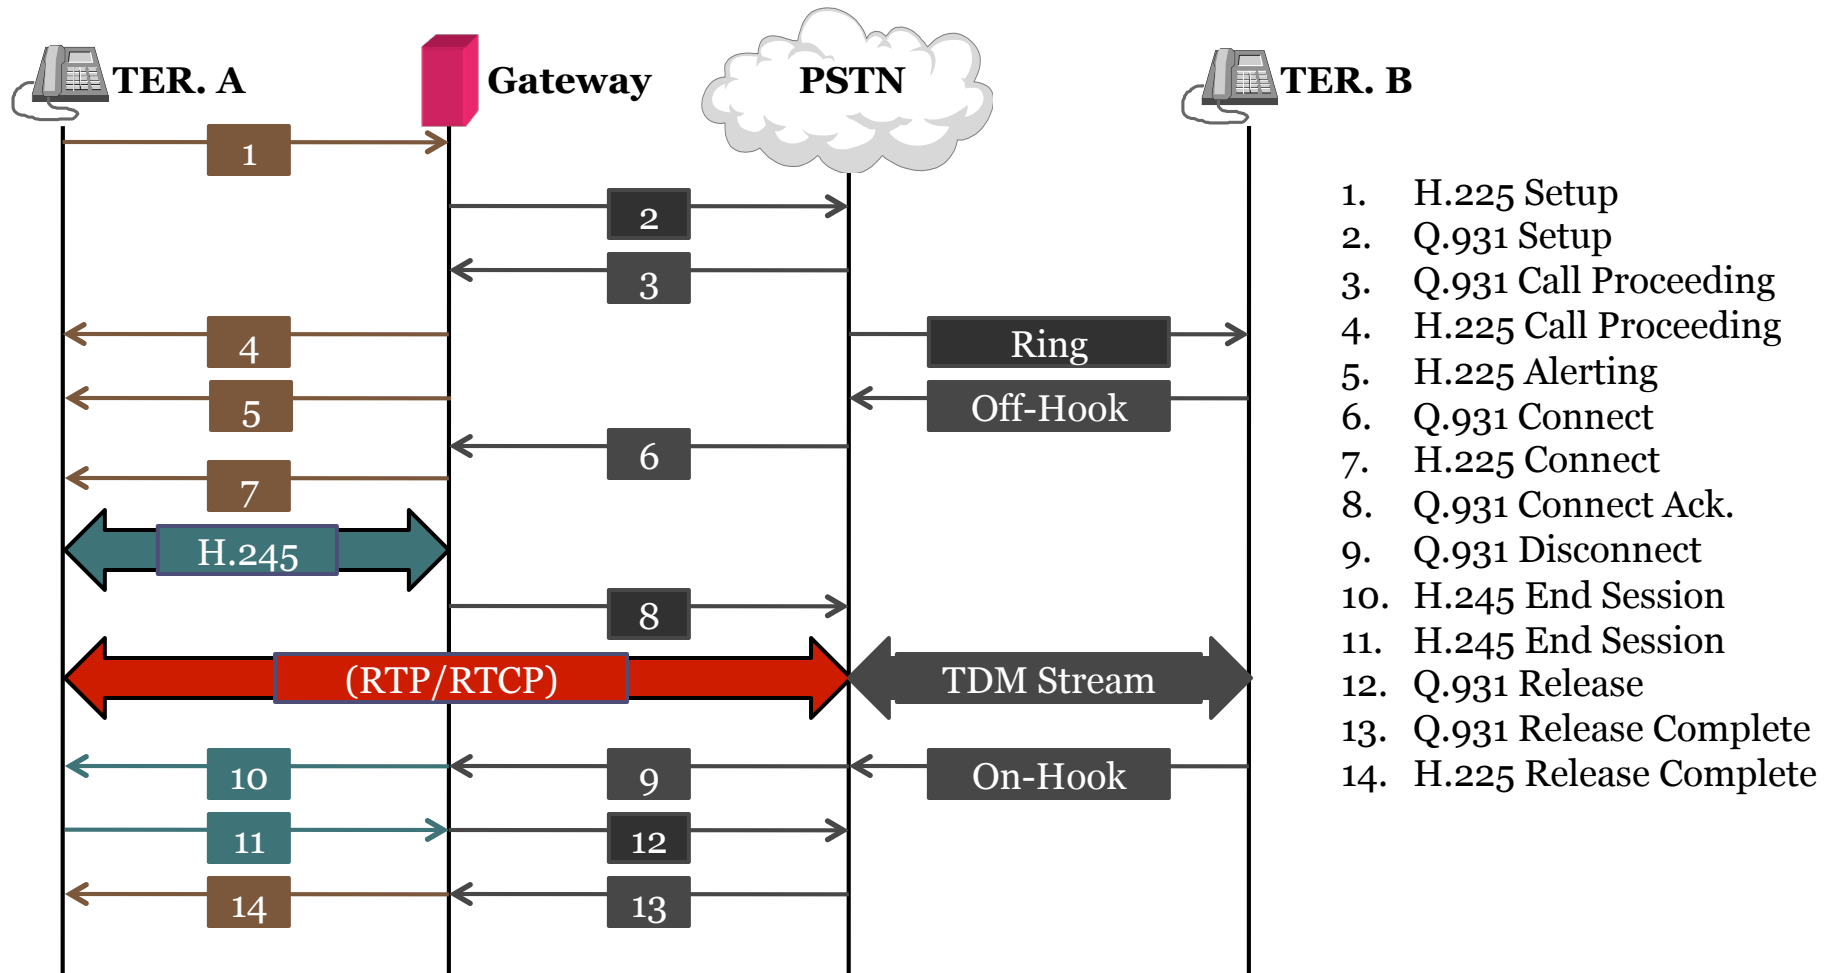 TER. A
Gateway
PSTN
TER. B
1
2
3
4
Ring
5
Off-Hook
6
7
H.245
8
(RTP/RTCP)
TDM Stream
10
9
On-Hook
11
12
14
13
1. H.225 Setup
2. Q.931 Setup
3. Q.931 Call Proceeding
4. H.225 Call Proceeding
5. H.225 Alerting
6. Q.931 Connect
7. H.225 Connect
8. Q.931 Connect Ack.
9. Q.931 Disconnect
10. H.245 End Session
11. H.245 End Session
12. Q.931 Release
13. Q.931 Release Complete
14. H.225 Release Complete